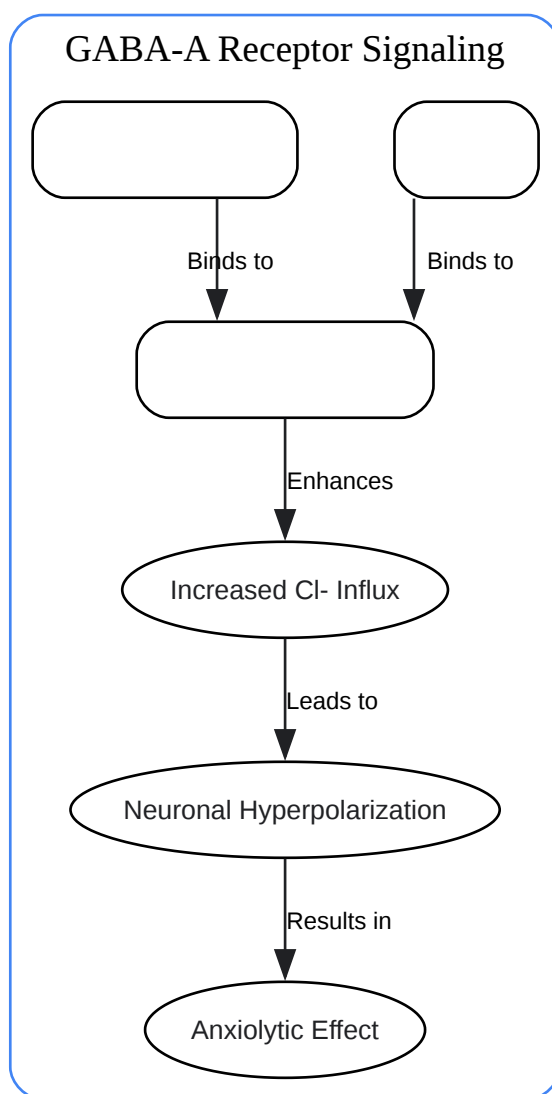 GABA-A Receptor Signaling
Binds to
Binds to
Enhances
Increased Cl- Influx
Leads to
Neuronal Hyperpolarization
Results in
Anxiolytic Effect